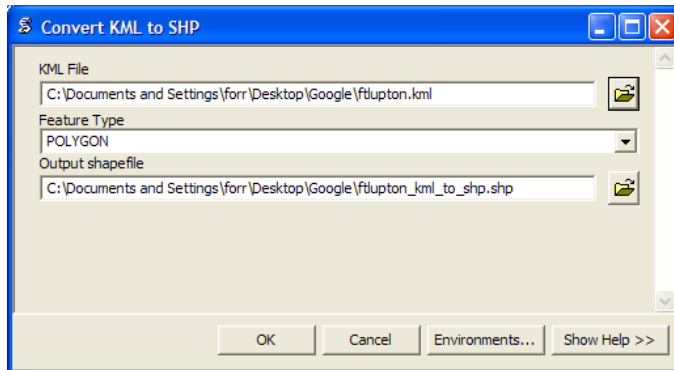 Convert KML to SHP
KML File
C:\Documents and Settings\forr\Desktop\Google\ftlupton.kml
Feature Type
POLYGON
Output shapefile
C:\Documents and Settings\forr\Desktop\Google\ftlupton_kml_to_shp.shp
OK Cancel Environments... Show Help >>